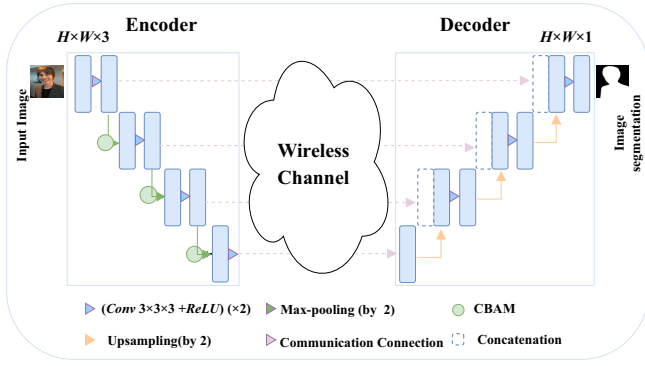 Encoder
Decoder
H×W×3
H×W×1
Input Image
Wireless
Channel
Image
segmentation
(Conv 3×3×3 +ReLU) (×2)
Max-pooling (by 2)
CBAM
Upsampling(by 2)
Communication Connection
Concatenation